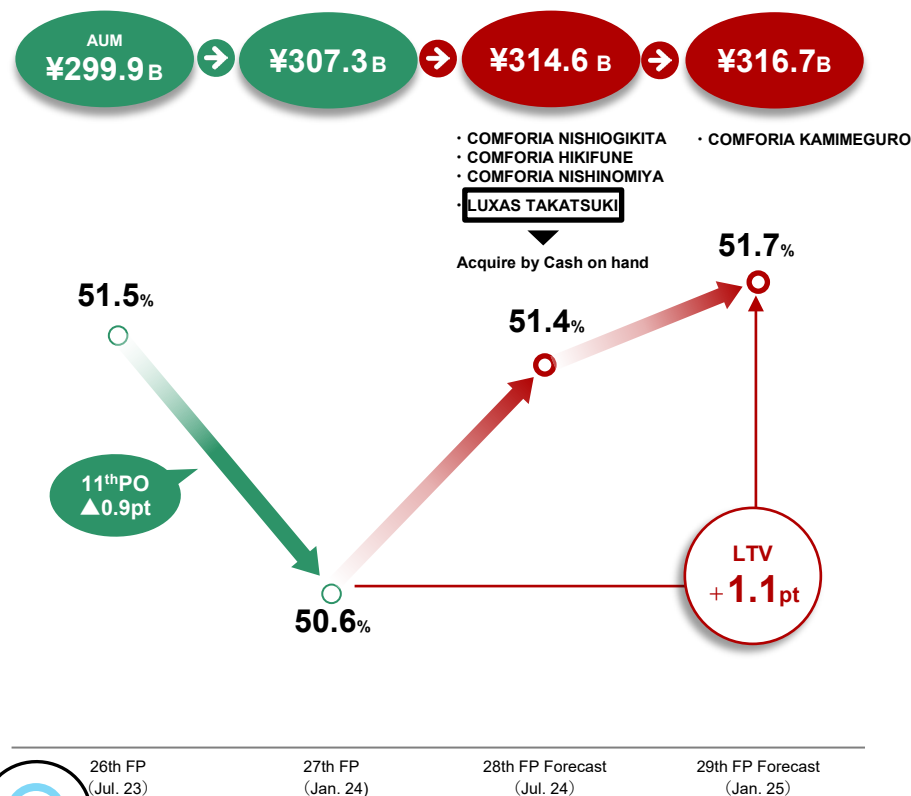 AUM
¥299.9B
¥307.3B
¥314.6 B
¥316.7B
・COMFORIA NISHIOGIKITA
・COMFORIA HIKIFUNE
・COMFORIA NISHINOMIYA
・LUXAS TAKATSUKI
Acquire by Cash on hand
・COMFORIA KAMIMEGURO
51.5%
51.4%
51.7%
11thPO
▲0.9pt
50.6%
LTV
+1.1pt
26th FP
(Jul. 23)
27th FP
(Jan. 24)
28th FP Forecast
(Jul. 24)
29th FP Forecast
(Jan. 25)